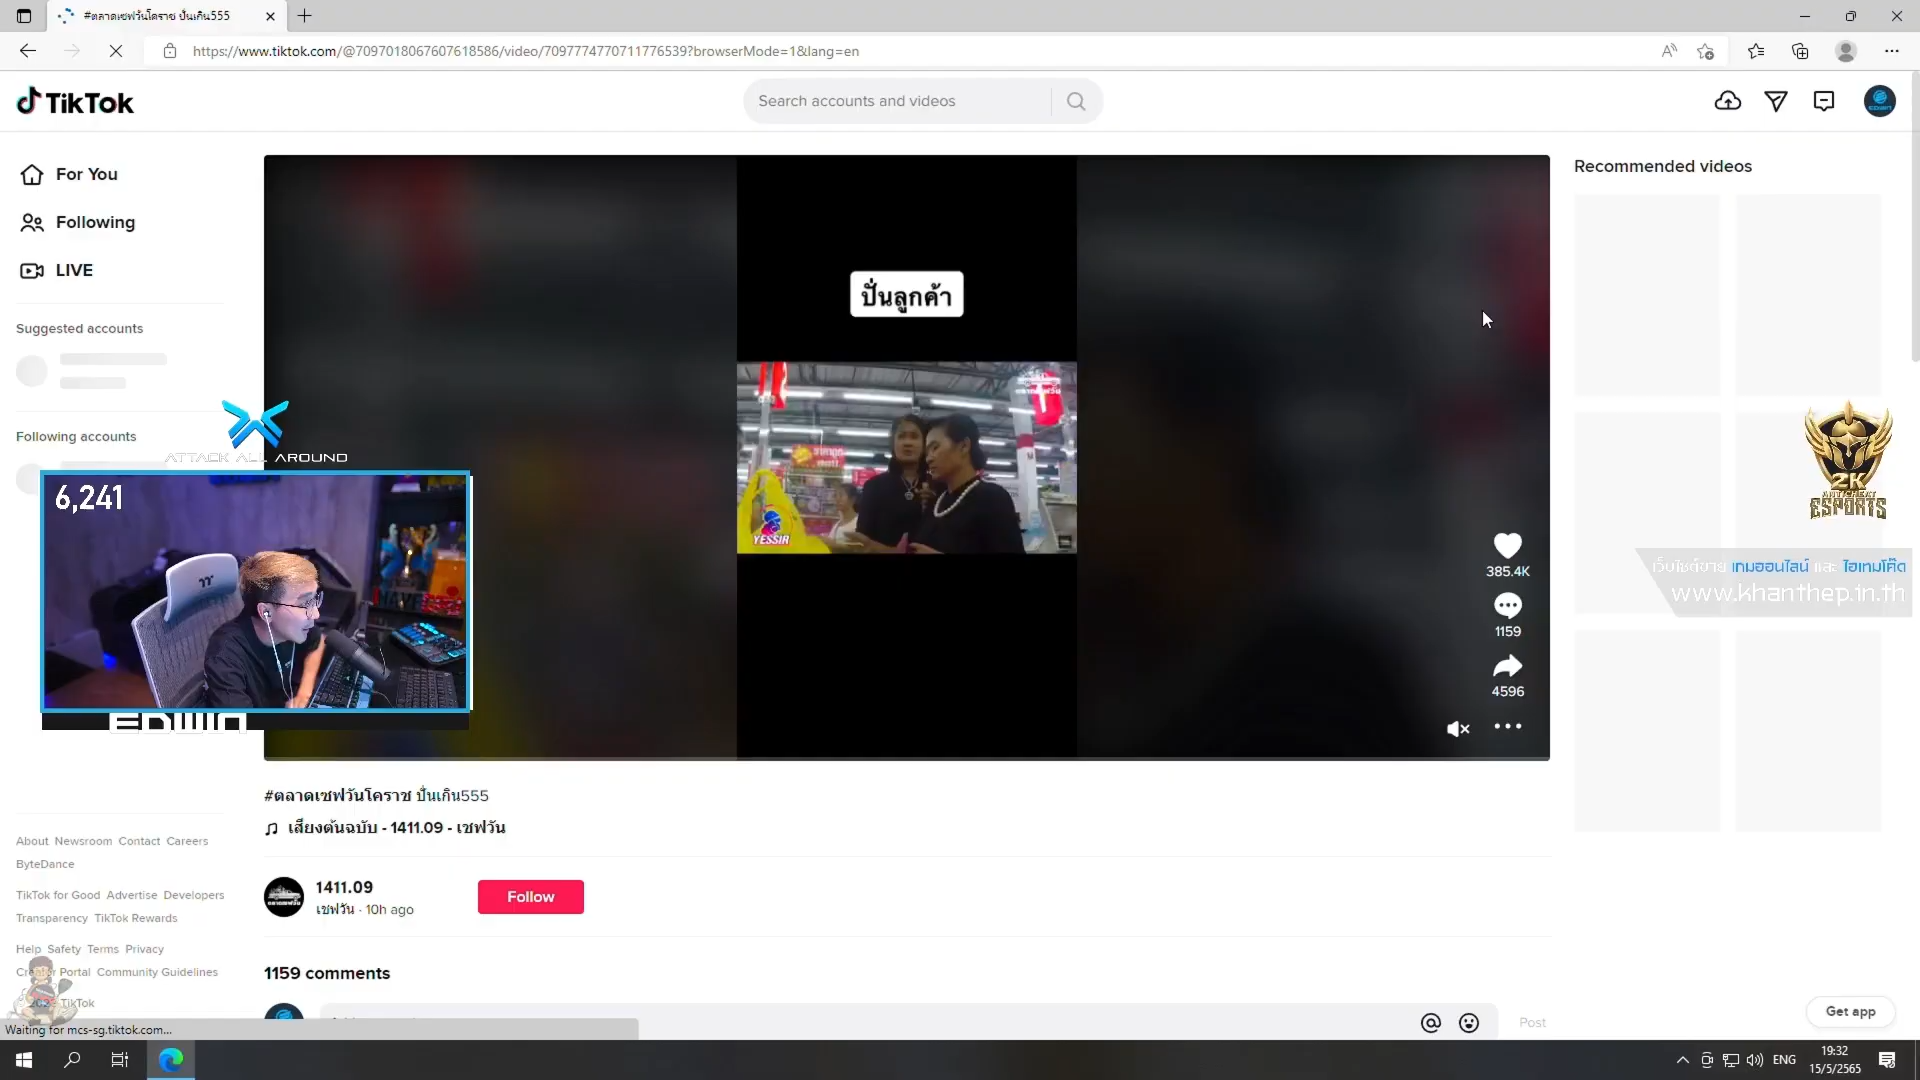 #ตลาดเซฟวันโคราช ปั่นเกิน555
https://www.tiktok.com/@7097018067607618586/video/7097774770711776539?browserMode=1&lang=en
TikTok
Search accounts and videos
For You
Following
LIVE
Suggested accounts
Following accounts
ATTACK ALL AROUND
6,241
EDWIN
ปั่นลูกค้า
YESSIR
385.4K
1159
4596
Recommended videos
2K
ANTICHEAT
ESPORTS
เว็บไซต์ขาย เกมออนไลน์ และ ไอเทมโค๊ด
www.khanthep.in.th
#ตลาดเซฟวันโคราช ปั่นเกิน555
เสียงต้นฉบับ - 1411.09 - เซฟวัน
1411.09
เซฟวัน · 10h ago
Follow
1159 comments
Post
About Newsroom Contact Careers
ByteDance
TikTok for Good Advertise Developers
Transparency TikTok Rewards
Help Safety Terms Privacy
Creator Portal Community Guidelines
TikTok
Get app
Waiting for mcs-sg.tiktok.com...
ENG
19:32
15/5/2565